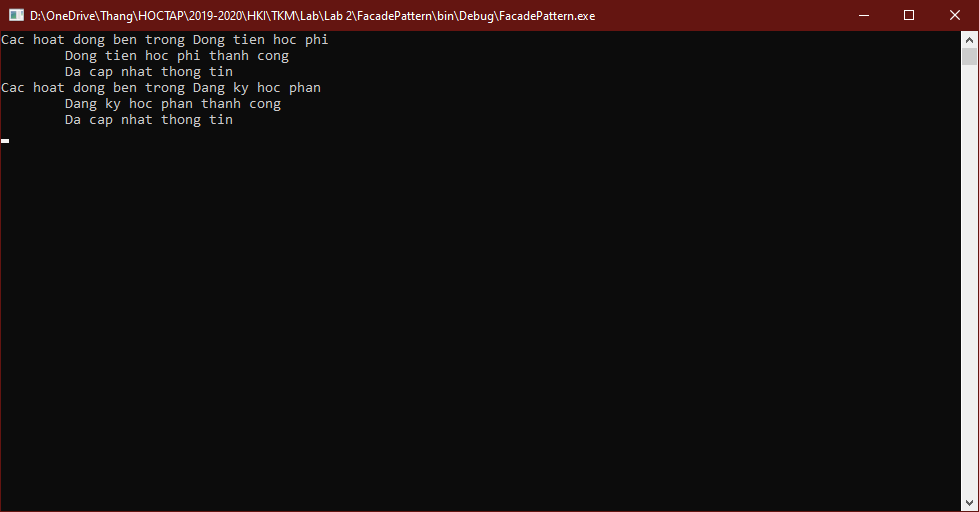 D:\OneDrive\Thang\HOCTAP\2019-2020\HKI\TKM\Lab\Lab 2\FacadePattern\bin\Debug\FacadePattern.exe
Cac hoat dong ben trong Dong tien hoc phi
Dong tien hoc phi thanh cong
Da cap nhat thong tin
Cac hoat dong ben trong Dang ky hoc phan
Dang ky hoc phan thanh cong
Da cap nhat thong tin